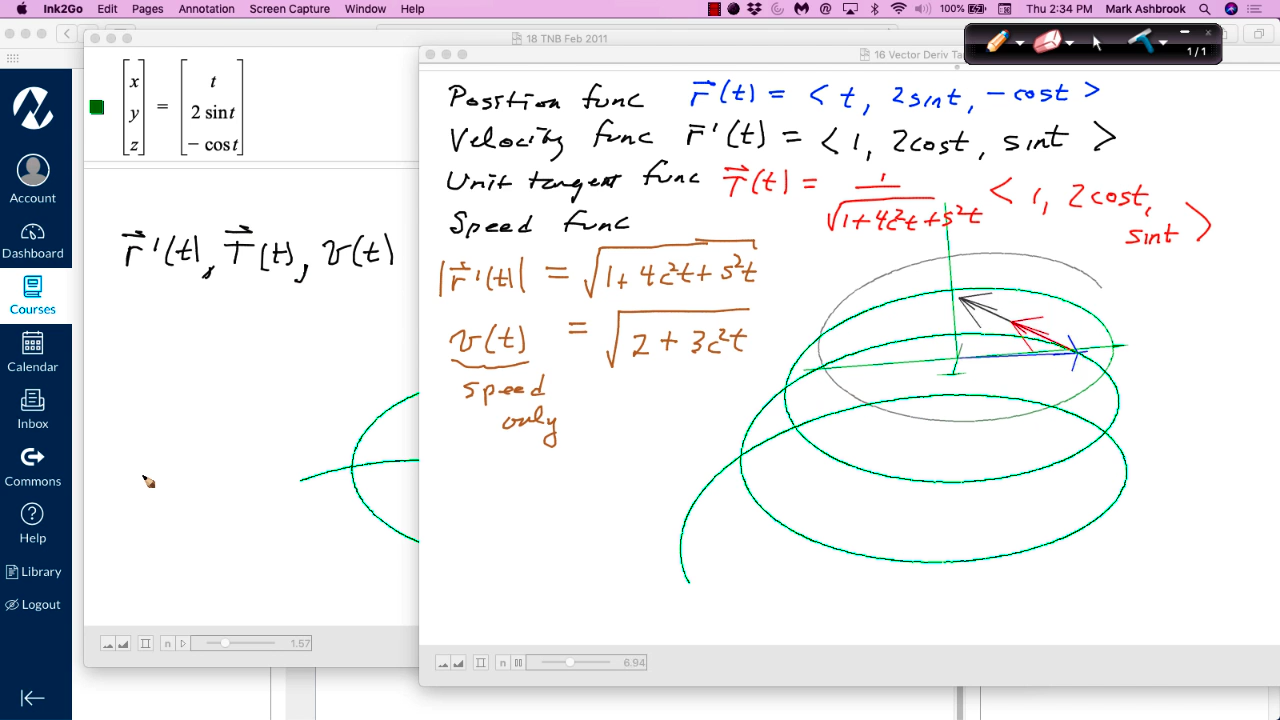 Ink2Go File Pages Annotation Screen Capture Window Help
100% Thu 2:34 PM Mark Ashbrook
18 TNB Feb 2011
16 Vector Deriv Ta
1 / 1
Account
Dashboard
Courses
Calendar
Inbox
Commons
Help
Library
Logout
[x y z] = [t 2 sin t − cos t]
r⃗'(t), T⃗(t), v(t)
n 1.57
Position func r⃗(t) = < t, 2sint, -cost >
Velocity func r⃗'(t) = < 1, 2cost, sint >
Unit tangent func T⃗(t) = 1/√(1+4c²t+s²t) < 1, 2cost, sint >
Speed func
|r⃗'(t)| = √(1+4c²t+s²t)
v(t) = √(2+3c²t)
speed
only
n 6.94